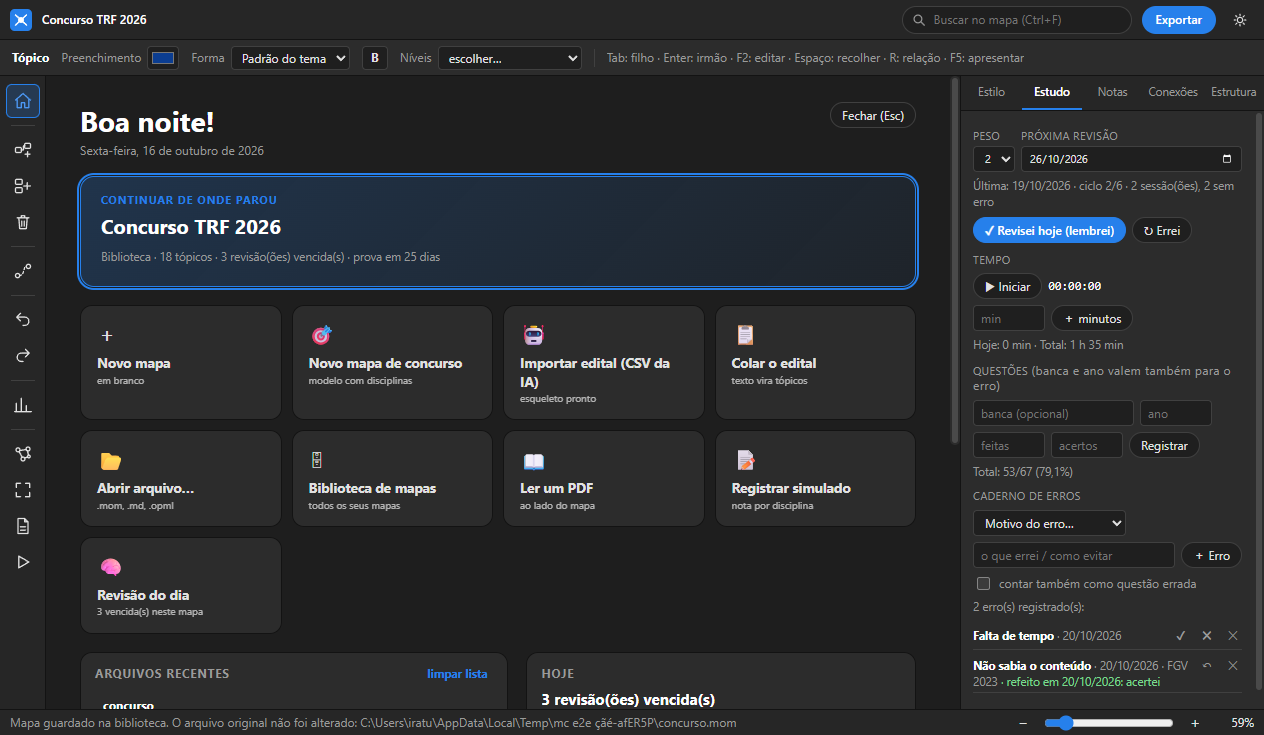 Concurso TRF 2026
Buscar no mapa (Ctrl+F)
Exportar
Tópico
Preenchimento
Forma
Padrão do tema
B
Níveis
escolher...
Tab: filho · Enter: irmão · F2: editar · Espaço: recolher · R: relação · F5: apresentar
Boa noite!
Sexta-feira, 16 de outubro de 2026
Fechar (Esc)
CONTINUAR DE ONDE PAROU
Concurso TRF 2026
Biblioteca · 18 tópicos · 3 revisão(ões) vencida(s) · prova em 25 dias
+
Novo mapa
em branco
Novo mapa de concurso
modelo com disciplinas
Importar edital (CSV da
IA)
esqueleto pronto
Colar o edital
texto vira tópicos
Abrir arquivo...
.mom, .md, .opml
Biblioteca de mapas
todos os seus mapas
Ler um PDF
ao lado do mapa
Registrar simulado
nota por disciplina
Revisão do dia
3 vencida(s) neste mapa
ARQUIVOS RECENTES
limpar lista
concurso
HOJE
3 revisão(ões) vencida(s)
Estilo
Estudo
Notas
Conexões
Estrutura
PESO
PRÓXIMA REVISÃO
2
26/10/2026
Última: 19/10/2026 · ciclo 2/6 · 2 sessão(ões), 2 sem
erro
✓ Revisei hoje (lembrei)
↻ Errei
TEMPO
▶ Iniciar
00:00:00
min
+ minutos
Hoje: 0 min · Total: 1 h 35 min
QUESTÕES (banca e ano valem também para o
erro)
banca (opcional)
ano
feitas
acertos
Registrar
Total: 53/67 (79,1%)
CADERNO DE ERROS
Motivo do erro...
o que errei / como evitar
+ Erro
contar também como questão errada
2 erro(s) registrado(s):
Falta de tempo · 20/10/2026
Não sabia o conteúdo · 20/10/2026 · FGV
2023 · refeito em 20/10/2026: acertei
Mapa guardado na biblioteca. O arquivo original não foi alterado: C:\Users\iratu\AppData\Local\Temp\mc e2e çãé-afER5P\concurso.mom
−
+
59%